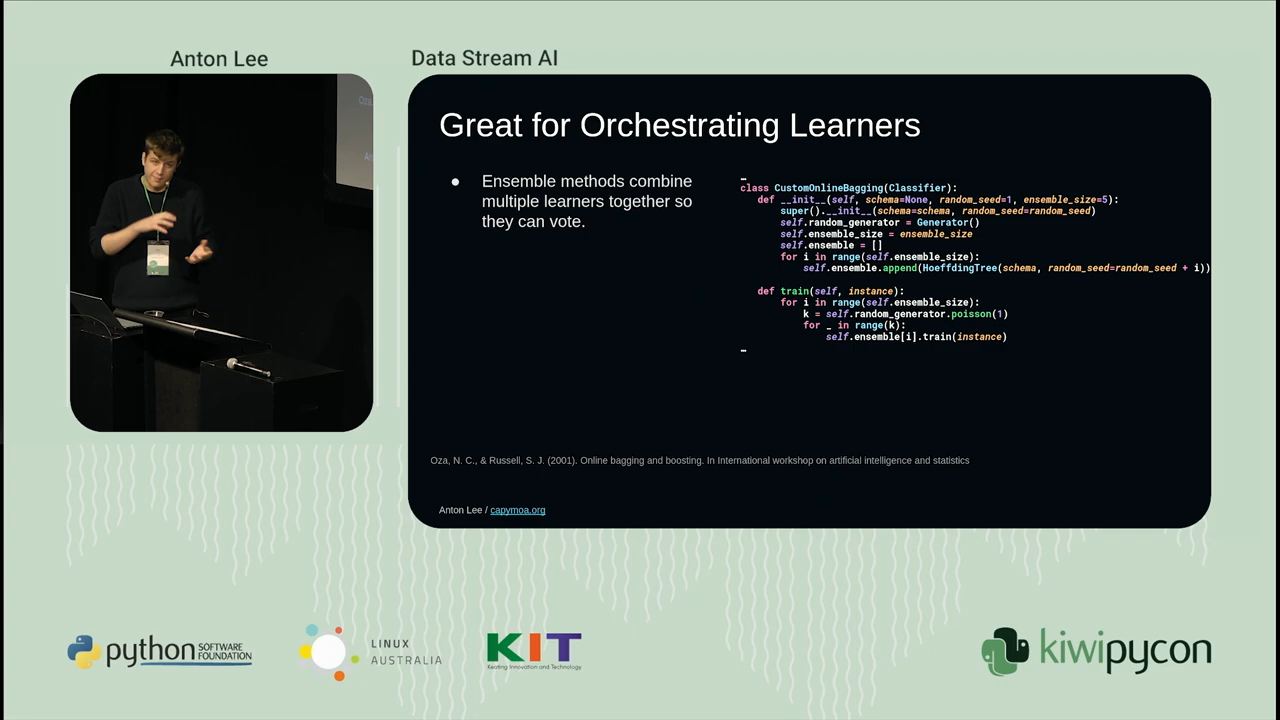 Anton Lee
Data Stream AI
Oza,
Great for Orchestrating Learners
● Ensemble methods combine
multiple learners together so
they can vote.
…
class CustomOnlineBagging(Classifier):
    def __init__(self, schema=None, random_seed=1, ensemble_size=5):
        super().__init__(schema=schema, random_seed=random_seed)
        self.random_generator = Generator()
        self.ensemble_size = ensemble_size
        self.ensemble = []
        for i in range(self.ensemble_size):
            self.ensemble.append(HoeffdingTree(schema, random_seed=random_seed + i))
    def train(self, instance):
        for i in range(self.ensemble_size):
            k = self.random_generator.poisson(1)
            for _ in range(k):
                self.ensemble[i].train(instance)
…
Oza, N. C., & Russell, S. J. (2001). Online bagging and boosting. In International workshop on artificial intelligence and statistics
Anton Lee / capymoa.org
python SOFTWARE FOUNDATION
LINUX AUSTRALIA
KIT
Keating Innovation and Technology
kiwipycon